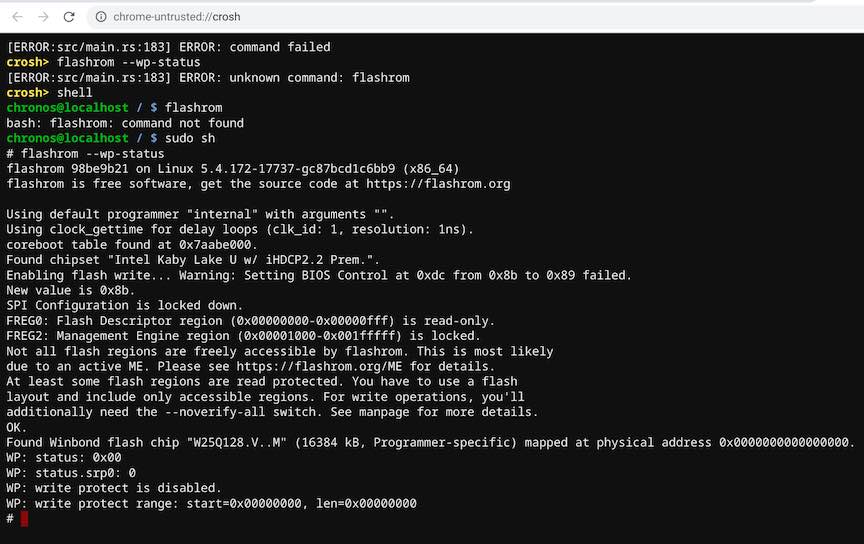 chrome-untrusted://crosh
[ERROR:src/main.rs:183] ERROR: command failed
crosh> flashrom --wp-status
[ERROR:src/main.rs:183] ERROR: unknown command: flashrom
crosh> shell
chronos@localhost / $ flashrom
bash: flashrom: command not found
chronos@localhost / $ sudo sh
# flashrom --wp-status
flashrom 98be9b21 on Linux 5.4.172-17737-gc87bcd1c6bb9 (x86_64)
flashrom is free software, get the source code at https://flashrom.org
Using default programmer "internal" with arguments "".
Using clock_gettime for delay loops (clk_id: 1, resolution: 1ns).
coreboot table found at 0x7aabe000.
Found chipset "Intel Kaby Lake U w/ iHDCP2.2 Prem.".
Enabling flash write... Warning: Setting BIOS Control at 0xdc from 0x8b to 0x89 failed.
New value is 0x8b.
SPI Configuration is locked down.
FREG0: Flash Descriptor region (0x00000000-0x00000fff) is read-only.
FREG2: Management Engine region (0x00001000-0x001fffff) is locked.
Not all flash regions are freely accessible by flashrom. This is most likely
due to an active ME. Please see https://flashrom.org/ME for details.
At least some flash regions are read protected. You have to use a flash
layout and include only accessible regions. For write operations, you'll
additionally need the --noverify-all switch. See manpage for more details.
OK.
Found Winbond flash chip "W25Q128.V..M" (16384 kB, Programmer-specific) mapped at physical address 0x0000000000000000.
WP: status: 0x00
WP: status.srp0: 0
WP: write protect is disabled.
WP: write protect range: start=0x00000000, len=0x00000000
#